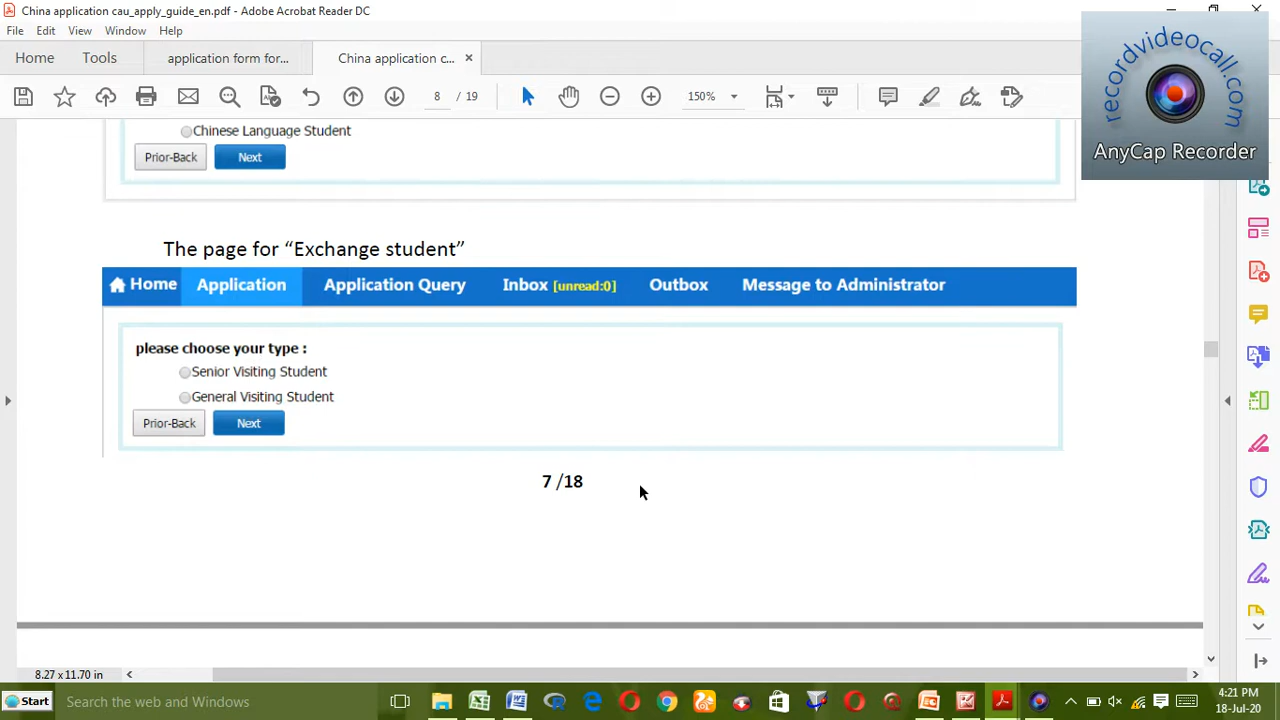 China application cau_apply_guide_en.pdf - Adobe Acrobat Reader DC
File Edit View Window Help
Home Tools application form for... China application c...
8 / 19 150%
recordvideocall.com
AnyCap Recorder
Chinese Language Student
Prior-Back Next
The page for “Exchange student”
Home Application Application Query Inbox [unread:0] Outbox Message to Administrator
please choose your type :
Senior Visiting Student
General Visiting Student
Prior-Back Next
7 /18
8.27 x 11.70 in
Start Search the web and Windows
4:21 PM
18-Jul-20